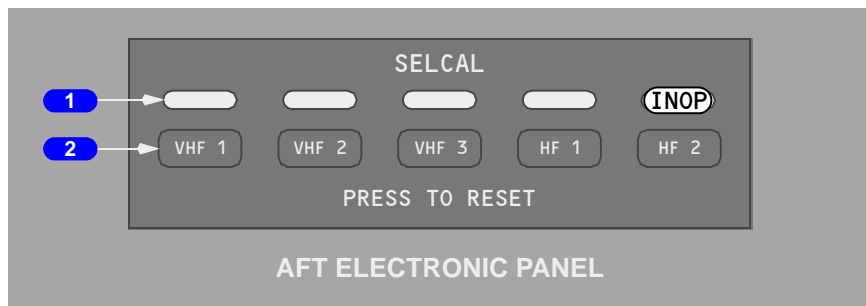 SELCAL
1 INOP
2 VHF 1 VHF 2 VHF 3 HF 1 HF 2
PRESS TO RESET
AFT ELECTRONIC PANEL